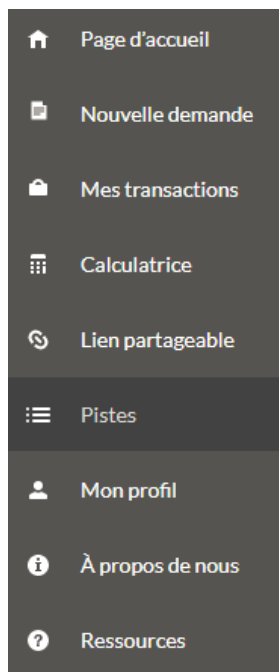 Page d'accueil
Nouvelle demande
Mes transactions
Calculatrice
Lien partageable
Pistes
Mon profil
À propos de nous
Ressources